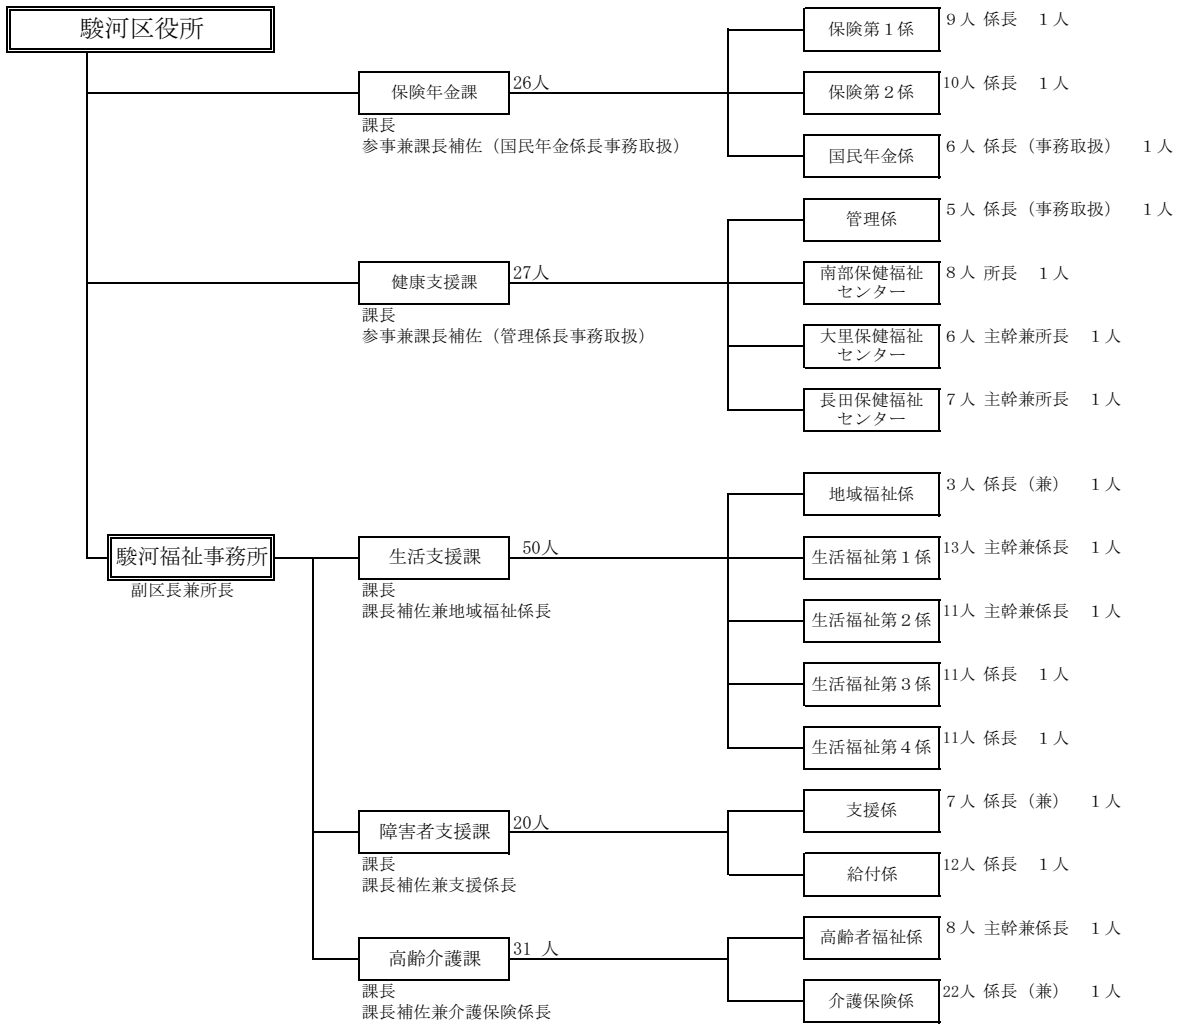 駿河区役所
保険年金課 26人
課長
参事兼課長補佐（国民年金係長事務取扱）
保険第１係 9人 係長　１人
保険第２係 10人 係長　１人
国民年金係 6人 係長（事務取扱）　１人
健康支援課 27人
課長
参事兼課長補佐（管理係長事務取扱）
管理係 5人 係長（事務取扱）　１人
南部保健福祉
センター
8人 所長　１人
大里保健福祉
センター
6人 主幹兼所長　１人
長田保健福祉
センター
7人 主幹兼所長　１人
駿河福祉事務所
副区長兼所長
生活支援課 50人
課長
課長補佐兼地域福祉係長
地域福祉係 3人 係長（兼）　１人
生活福祉第１係 13人 主幹兼係長　１人
生活福祉第２係 11人 主幹兼係長　１人
生活福祉第３係 11人 係長　１人
生活福祉第４係 11人 係長　１人
障害者支援課 20人
課長
課長補佐兼支援係長
支援係 7人 係長（兼）　１人
給付係 12人 係長　１人
高齢介護課 31 人
課長
課長補佐兼介護保険係長
高齢者福祉係 8人 主幹兼係長　１人
介護保険係 22人 係長（兼）　１人